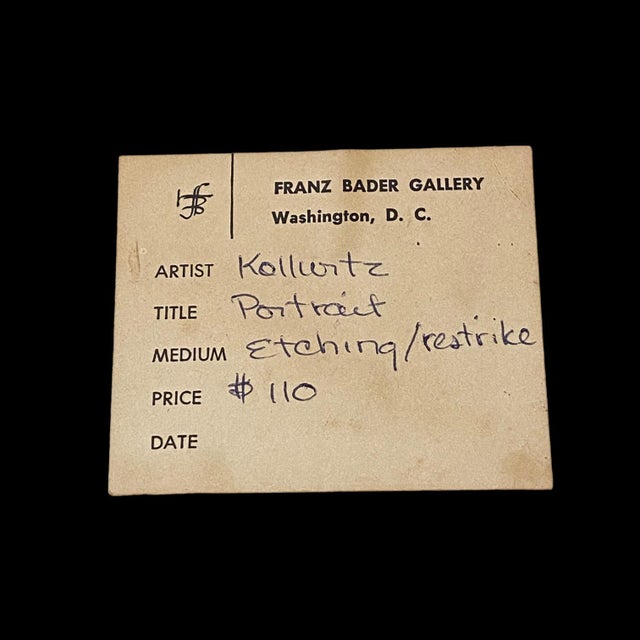 FRANZ BADER GALLERY
Washington, D. C.
ARTIST Kollwitz
TITLE Portrait
MEDIUM Etching/restrike
PRICE $110
DATE